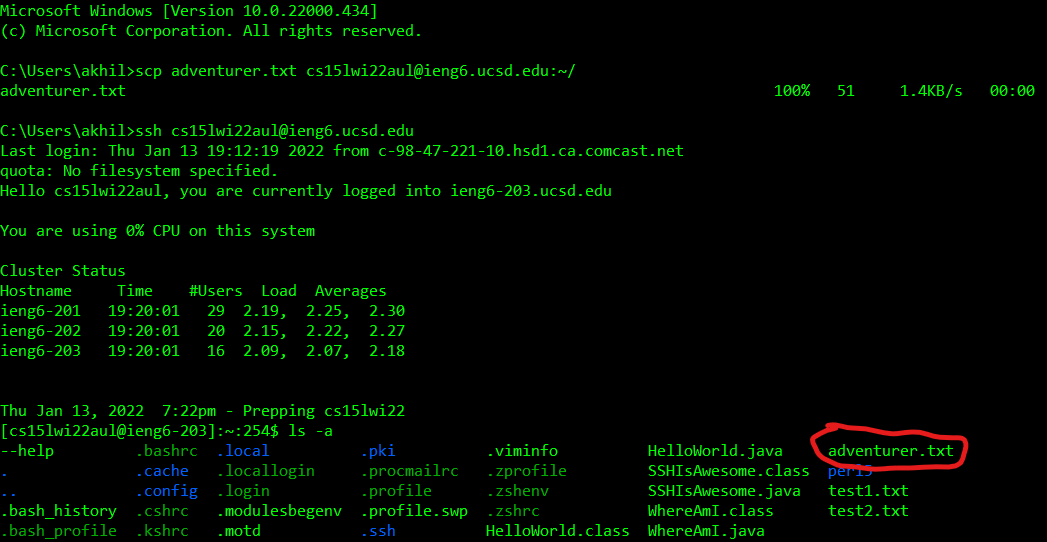 Microsoft Windows [Version 10.0.22000.434]
(c) Microsoft Corporation. All rights reserved.
C:\Users\akhil>scp adventurer.txt cs15lwi22aul@ieng6.ucsd.edu:~/
adventurer.txt 100% 51 1.4KB/s 00:00
C:\Users\akhil>ssh cs15lwi22aul@ieng6.ucsd.edu
Last login: Thu Jan 13 19:12:19 2022 from c-98-47-221-10.hsd1.ca.comcast.net
quota: No filesystem specified.
Hello cs15lwi22aul, you are currently logged into ieng6-203.ucsd.edu
You are using 0% CPU on this system
Cluster Status
Hostname Time #Users Load Averages
ieng6-201 19:20:01 29 2.19, 2.25, 2.30
ieng6-202 19:20:01 20 2.15, 2.22, 2.27
ieng6-203 19:20:01 16 2.09, 2.07, 2.18
Thu Jan 13, 2022 7:22pm - Prepping cs15lwi22
[cs15lwi22aul@ieng6-203]:~:254$ ls -a
--help .bashrc .local .pki .viminfo HelloWorld.java adventurer.txt
. .cache .locallogin .procmailrc .zprofile SSHIsAwesome.class perl5
.. .config .login .profile .zshenv SSHIsAwesome.java test1.txt
.bash_history .cshrc .modulesbegenv .profile.swp .zshrc WhereAmI.class test2.txt
.bash_profile .kshrc .motd .ssh HelloWorld.class WhereAmI.java